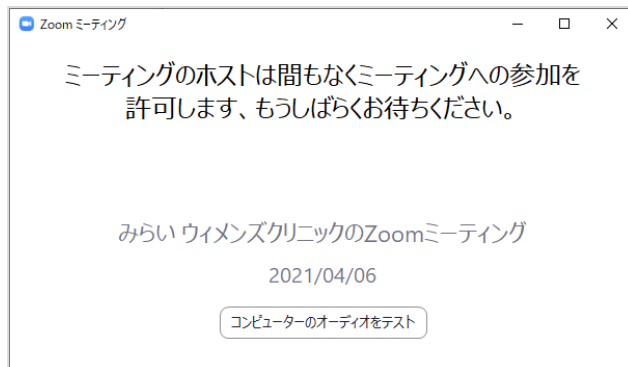 Zoom ミーティング
ミーティングのホストは間もなくミーティングへの参加を
許可します、もうしばらくお待ちください。
みらい ウィメンズクリニックのZoomミーティング
2021/04/06
コンピューターのオーディオをテスト